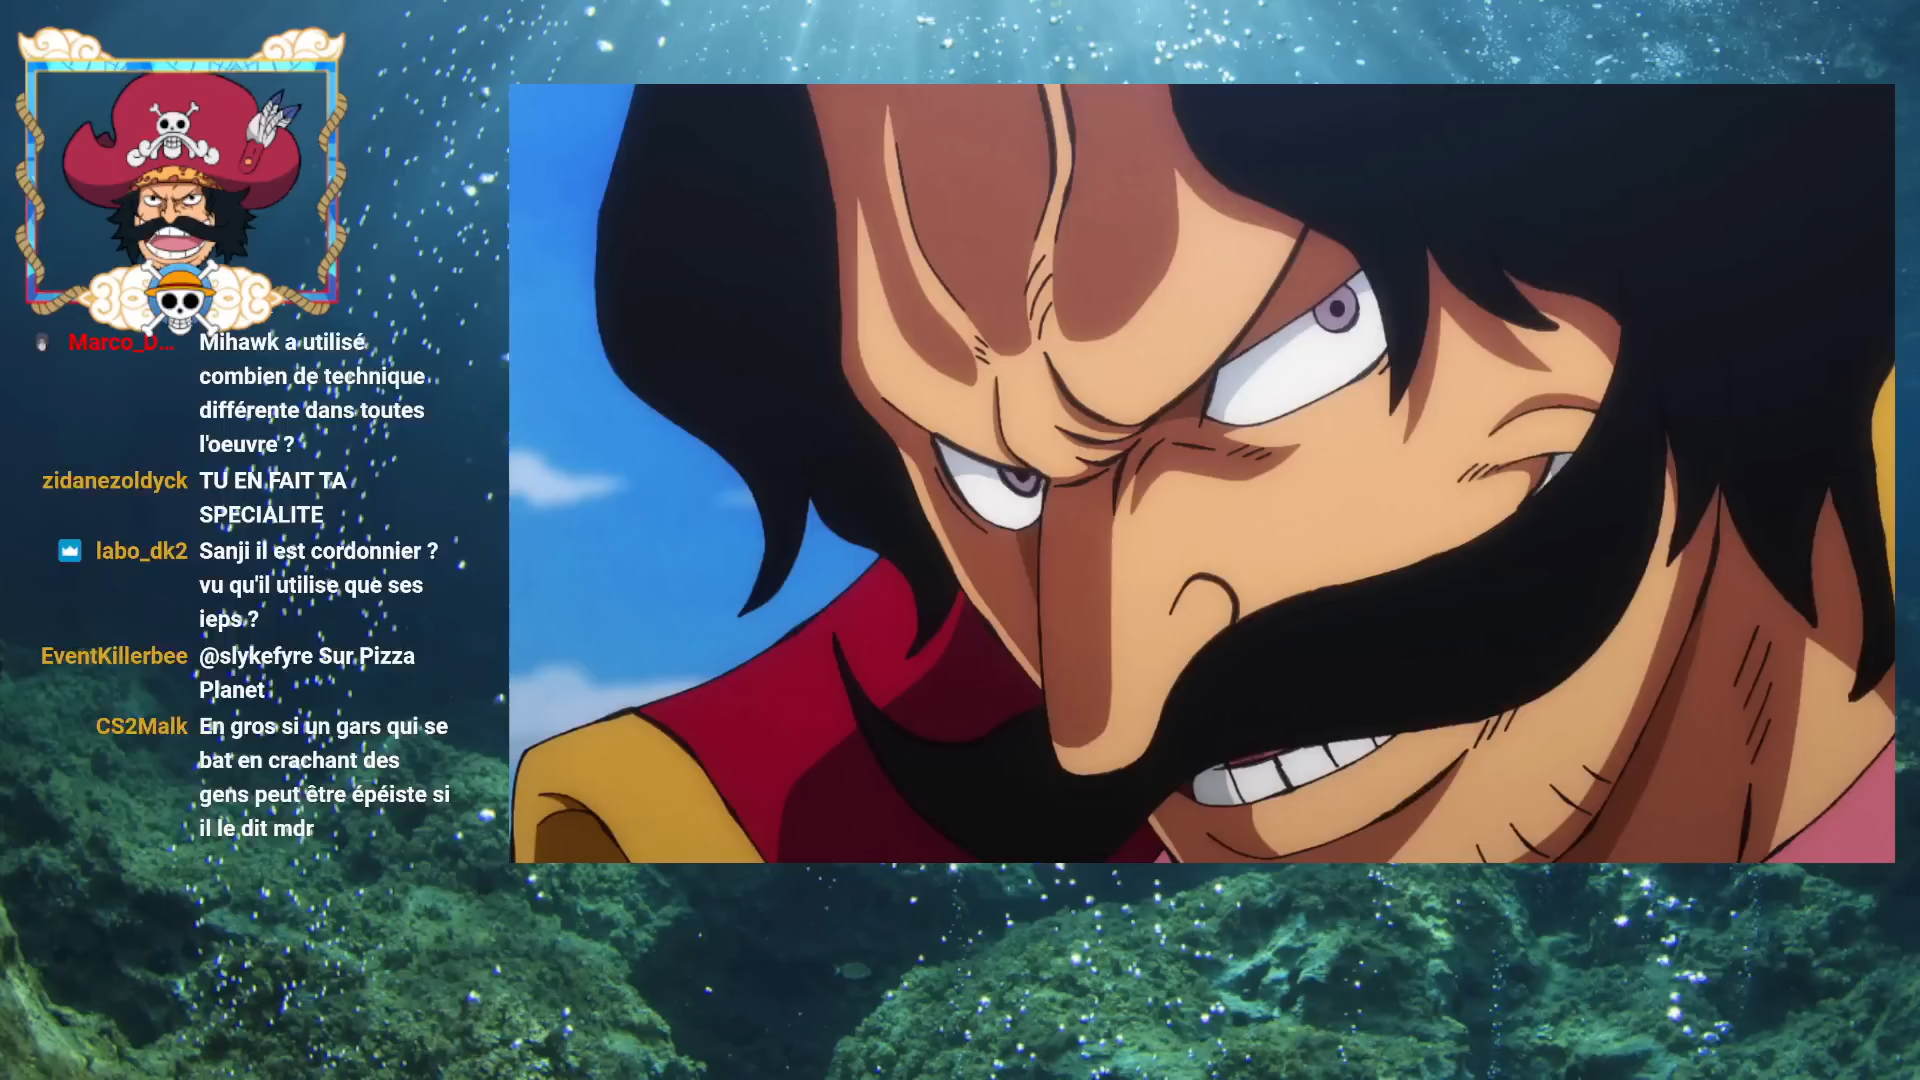 Marco_D... Mihawk a utilisé
combien de technique
différente dans toutes
l'oeuvre ?
zidanezoldyck TU EN FAIT TA
SPECIALITE
labo_dk2 Sanji il est cordonnier ?
vu qu'il utilise que ses
ieps ?
EventKillerbee @slykefyre Sur Pizza
Planet
CS2Malk En gros si un gars qui se
bat en crachant des
gens peut être épéiste si
il le dit mdr